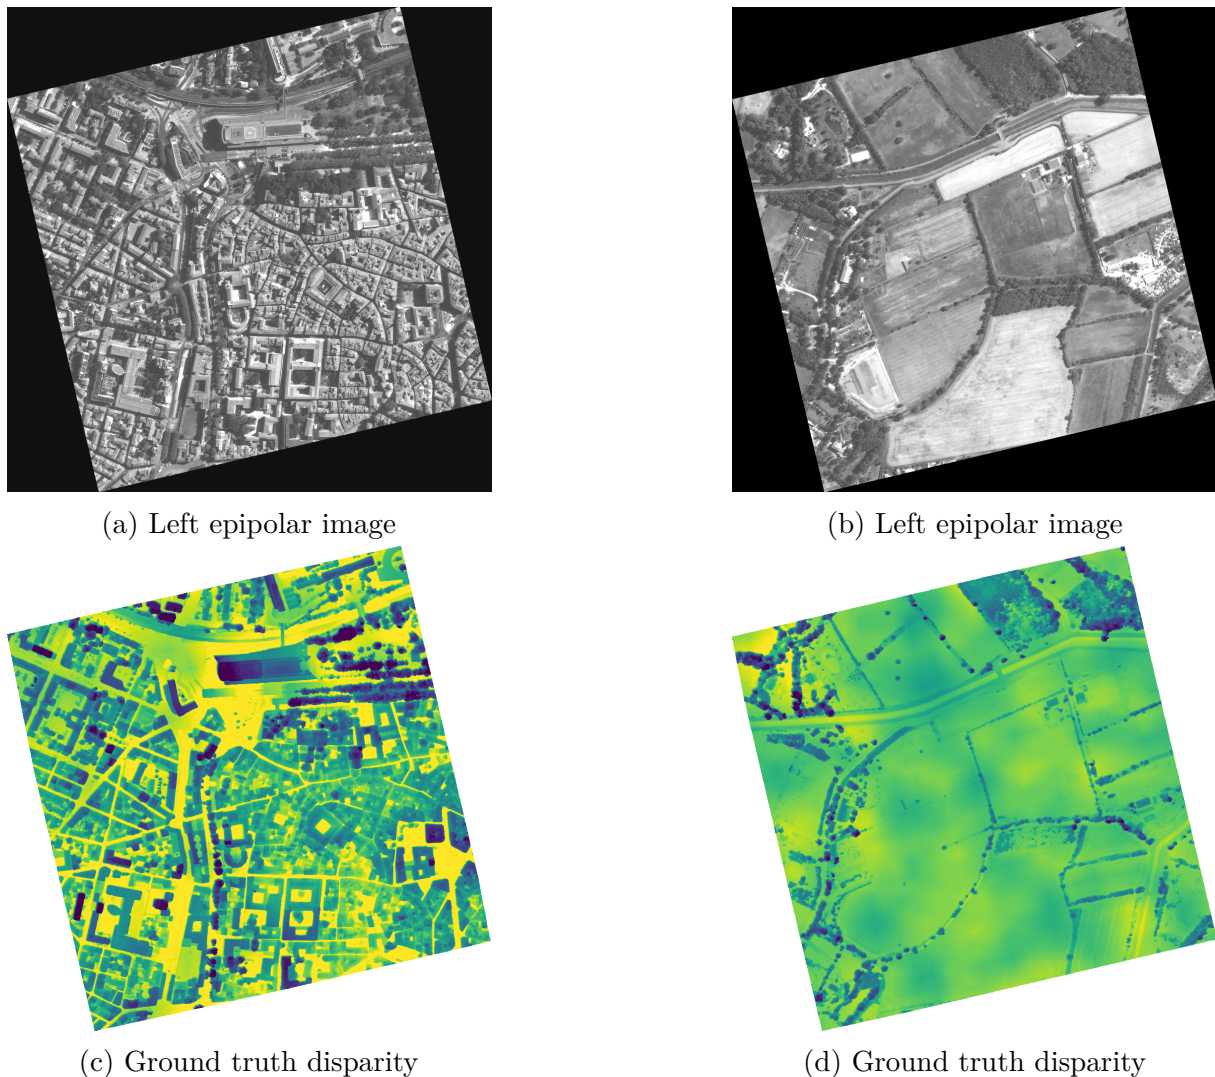 (a) Left epipolar image
(b) Left epipolar image
(c) Ground truth disparity
(d) Ground truth disparity